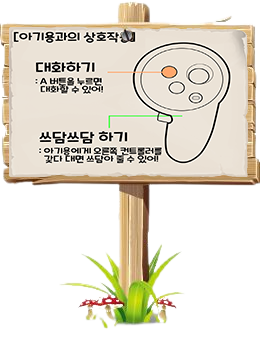 [아기용과의 상호작용]
대화하기
: A 버튼을 누르면
대화할 수 있어!
쓰담쓰담 하기
: 아기용에게 오른쪽 컨트롤러를
갖다 대면 쓰담아 줄 수 있어!